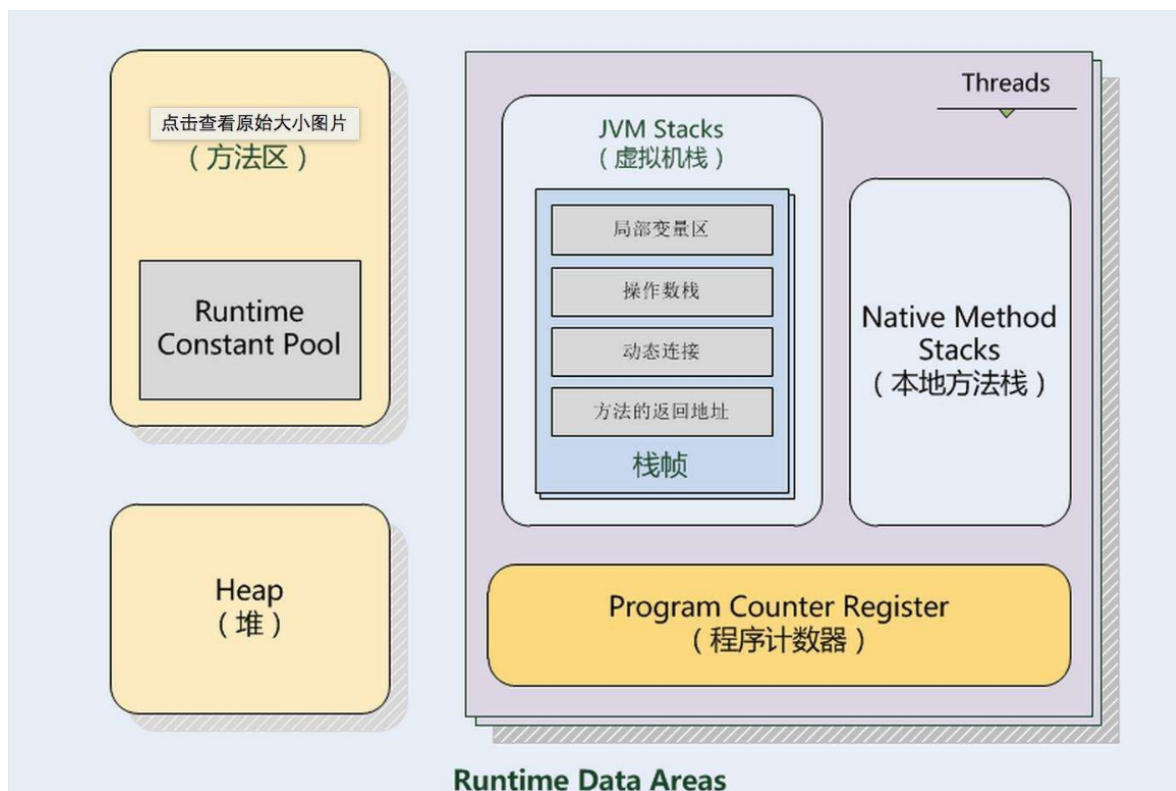 点击查看原始大小图片
（方法区）
Runtime
Constant Pool
Heap
（堆）
Threads
JVM Stacks
（虚拟机栈）
局部变量区
操作数栈
动态连接
方法的返回地址
栈帧
Native Method
Stacks
（本地方法栈）
Program Counter Register
（程序计数器）
Runtime Data Areas